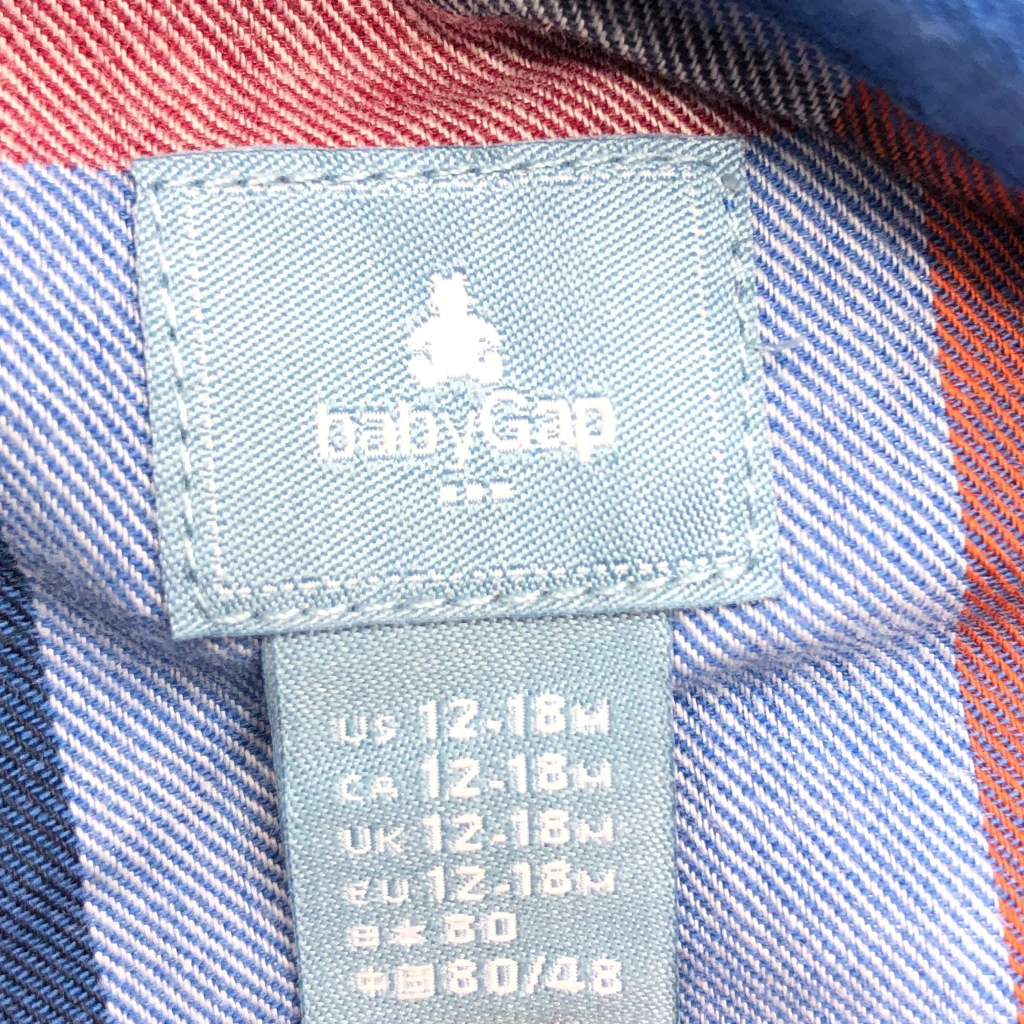 babyGap
US 12-18M
CA 12-18M
UK 12-18M
EU 12-18M
日本 80
中国 80/48